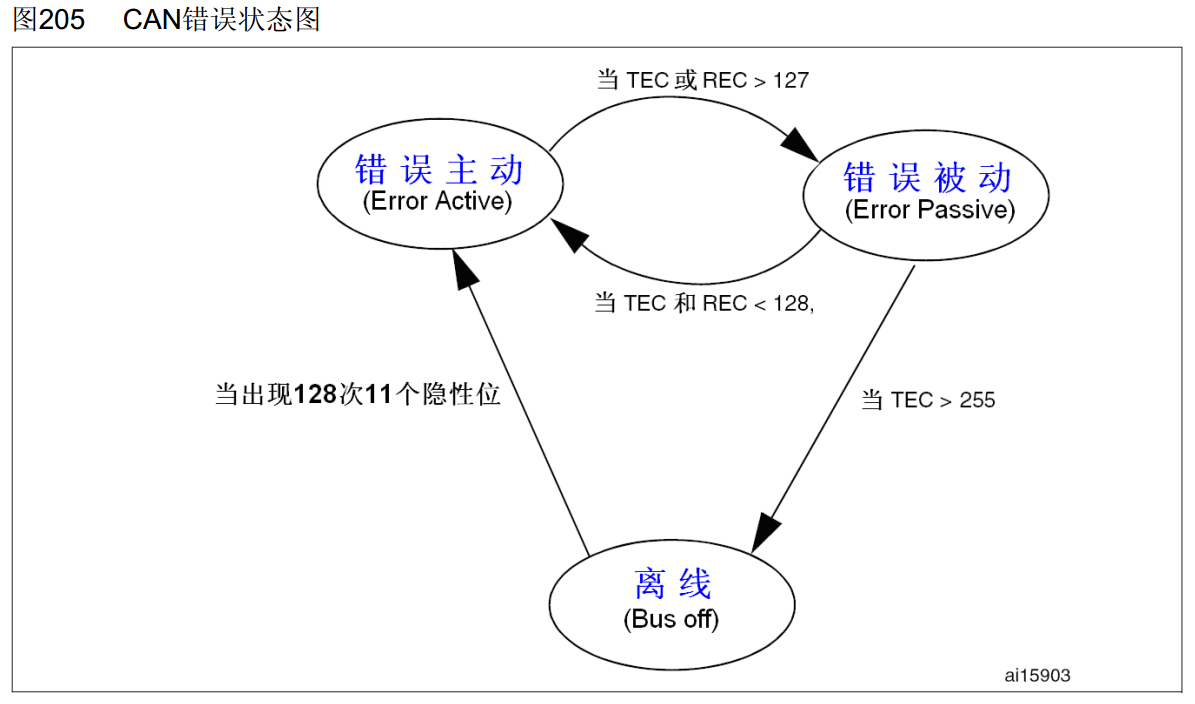 图205 CAN错误状态图
当 TEC 或 REC > 127
错误主动
(Error Active)
错误被动
(Error Passive)
当 TEC 和 REC < 128,
当出现128次11个隐性位
当 TEC > 255
离线
(Bus off)
ai15903